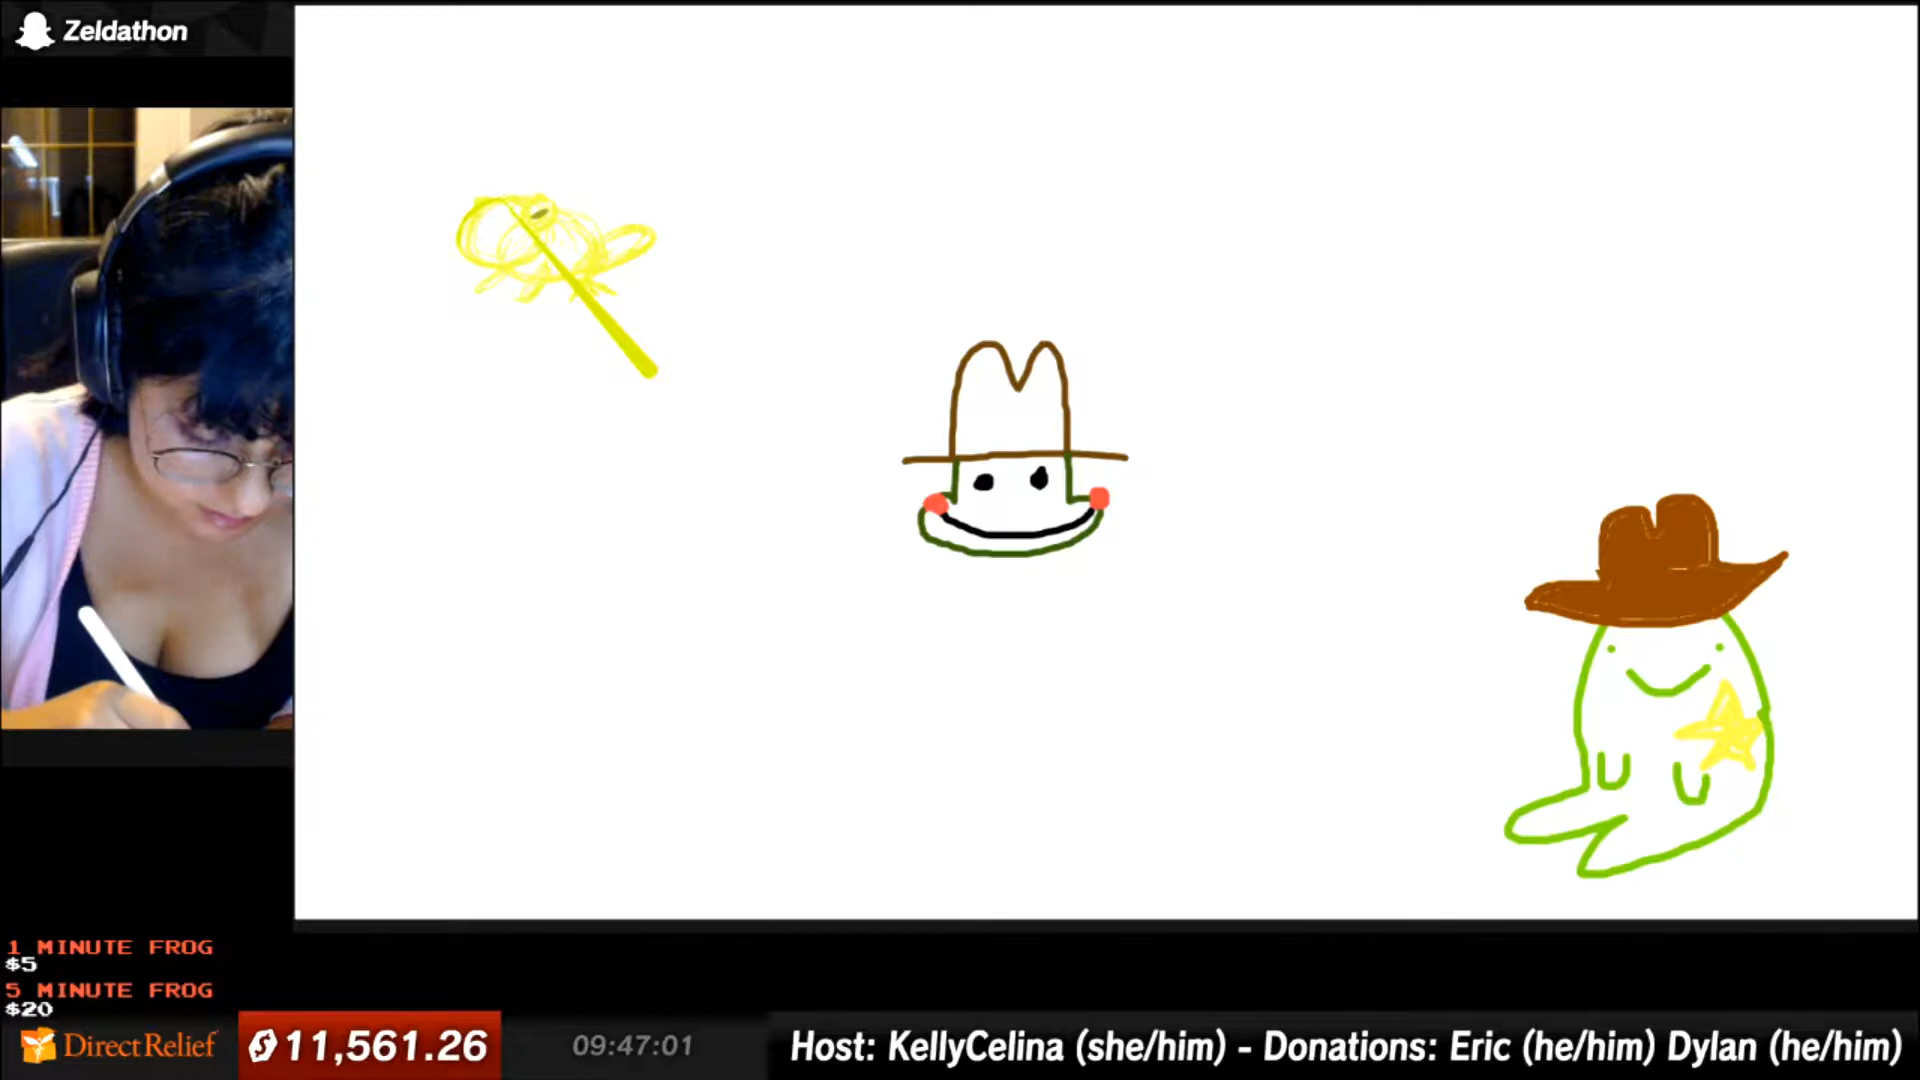 Zeldathon
1 MINUTE FROG
$5
5 MINUTE FROG
$20
DirectRelief
$11,561.26
09:47:01
Host: KellyCelina (she/him) - Donations: Eric (he/him) Dylan (he/him)